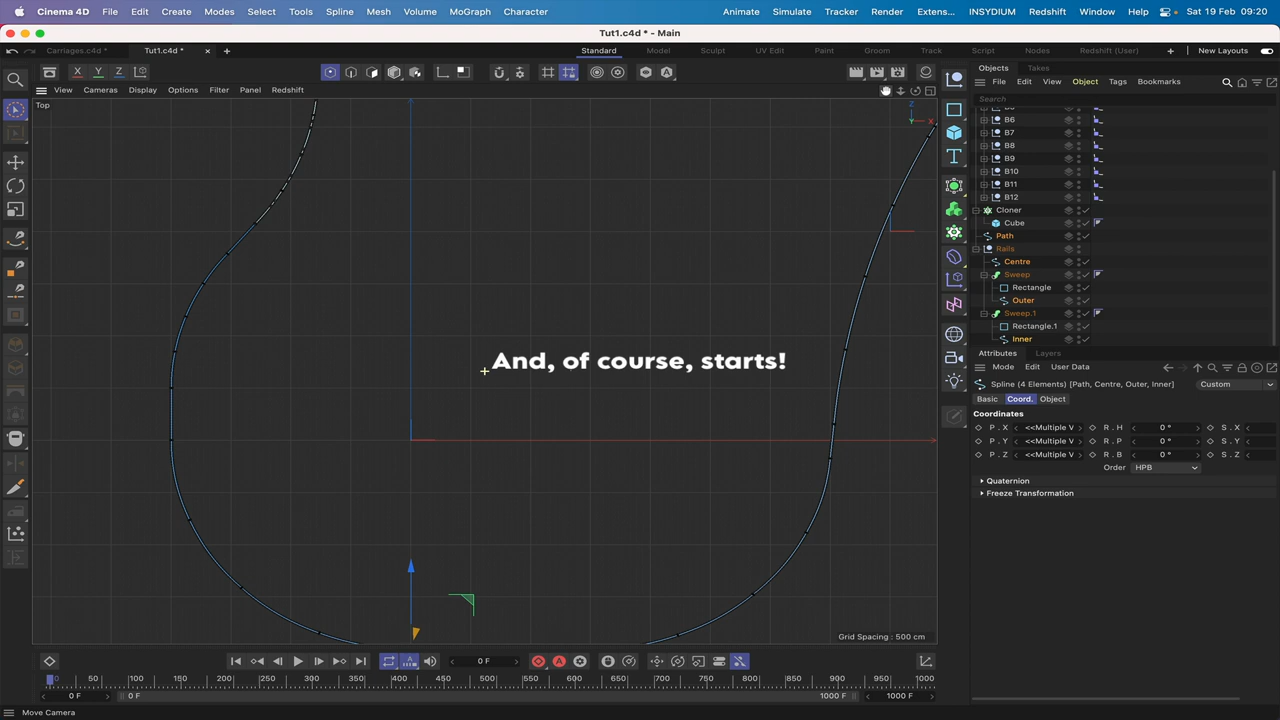 Cinema 4D File Edit Create Modes Select Tools Spline Mesh Volume MoGraph Character Animate Simulate Tracker Render Extens... INSYDIUM Redshift Window Help Sat 19 Feb 09:20
Tut1.c4d * - Main
Carriages.c4d * Tut1.c4d * Standard Model Sculpt UV Edit Paint Groom Track Script Nodes Redshift (User) New Layouts
Objects Takes
File Edit View Object Tags Bookmarks
View Cameras Display Options Filter Panel Redshift
Search
Top
Z
Y X
B6
B7
B8
B9
B10
B11
B12
Cloner
Cube
Path
Rails
Centre
Sweep
Rectangle
Outer
Sweep.1
Rectangle.1
Inner
And, of course, starts!
Attributes Layers
Mode Edit User Data
Spline (4 Elements) [Path, Centre, Outer, Inner] Custom
Basic Coord. Object
Coordinates
P . X <<Multiple V R . H 0 ° S . X
P . Y <<Multiple V R . P 0 ° S . Y
P . Z <<Multiple V R . B 0 ° S . Z
Order HPB
Quaternion
Freeze Transformation
Grid Spacing : 500 cm
0 F
0 50 100 150 200 250 300 350 400 450 500 550 600 650 700 750 800 850 900 950 1000
0 F 0 F 1000 F 1000 F
Move Camera